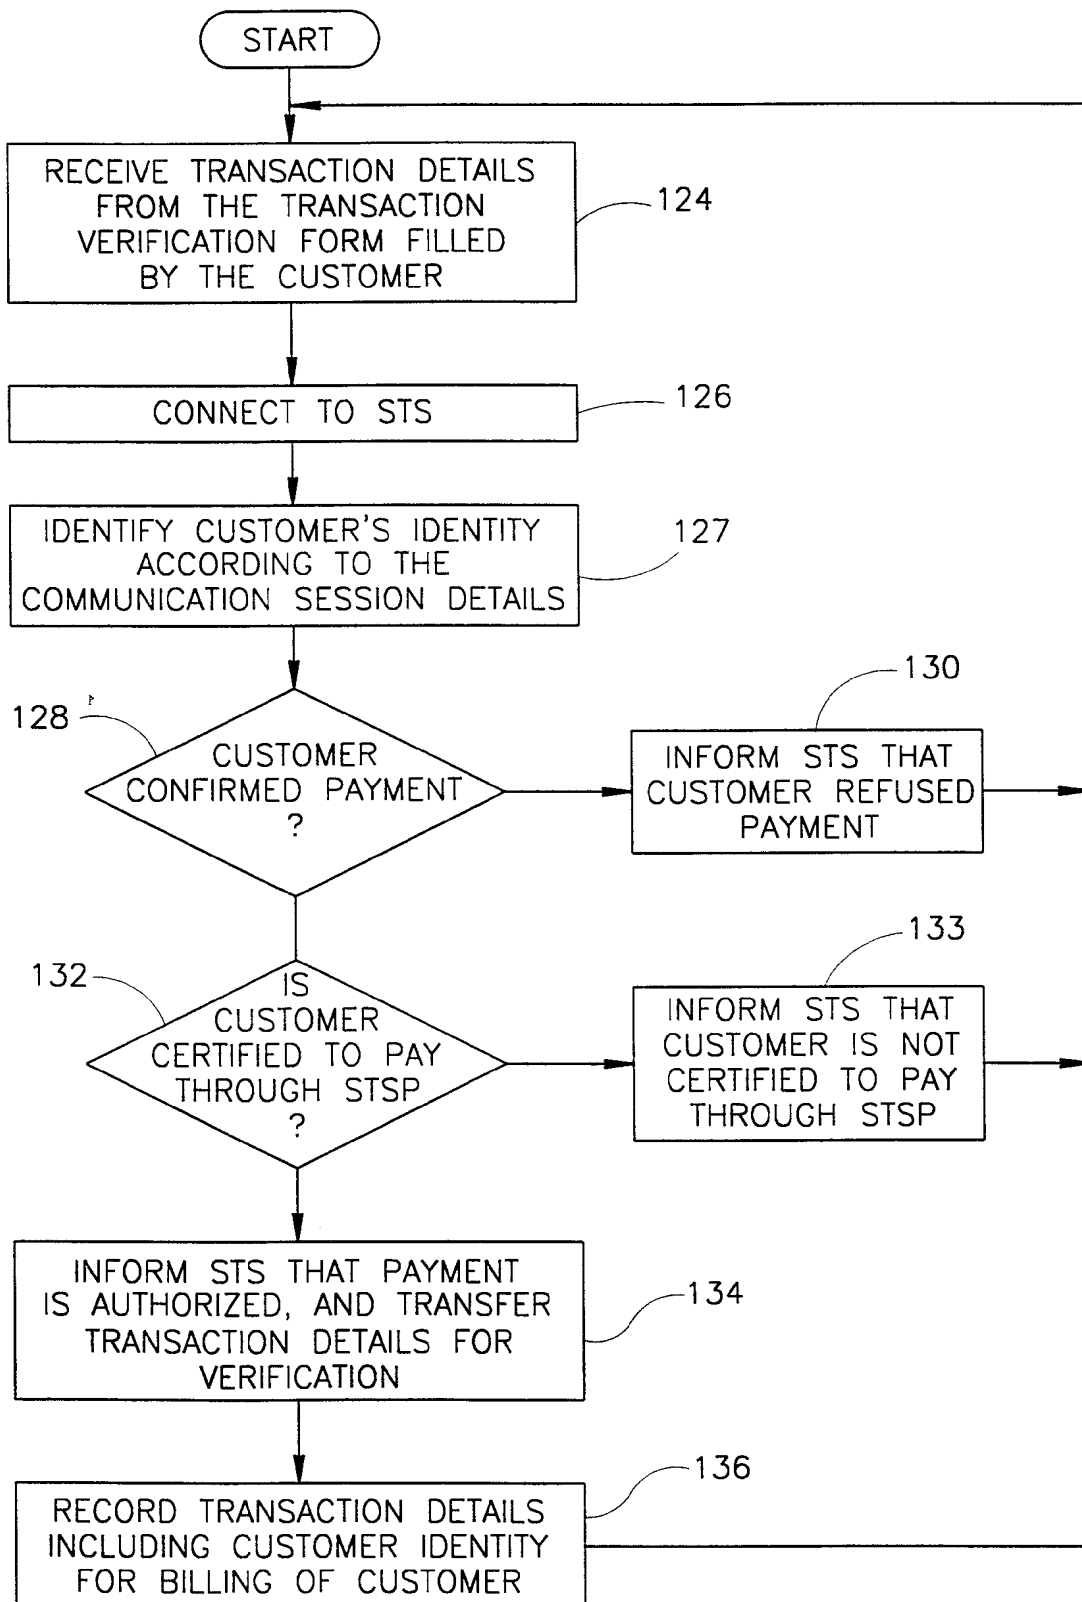 START
RECEIVE TRANSACTION DETAILS
FROM THE TRANSACTION
VERIFICATION FORM FILLED
BY THE CUSTOMER
124
CONNECT TO STS
126
IDENTIFY CUSTOMER'S IDENTITY
ACCORDING TO THE
COMMUNICATION SESSION DETAILS
127
128
CUSTOMER
CONFIRMED PAYMENT
?
130
INFORM STS THAT
CUSTOMER REFUSED
PAYMENT
132
IS
CUSTOMER
CERTIFIED TO PAY
THROUGH STSP
?
133
INFORM STS THAT
CUSTOMER IS NOT
CERTIFIED TO PAY
THROUGH STSP
INFORM STS THAT PAYMENT
IS AUTHORIZED, AND TRANSFER
TRANSACTION DETAILS FOR
VERIFICATION
134
RECORD TRANSACTION DETAILS
INCLUDING CUSTOMER IDENTITY
FOR BILLING OF CUSTOMER
136